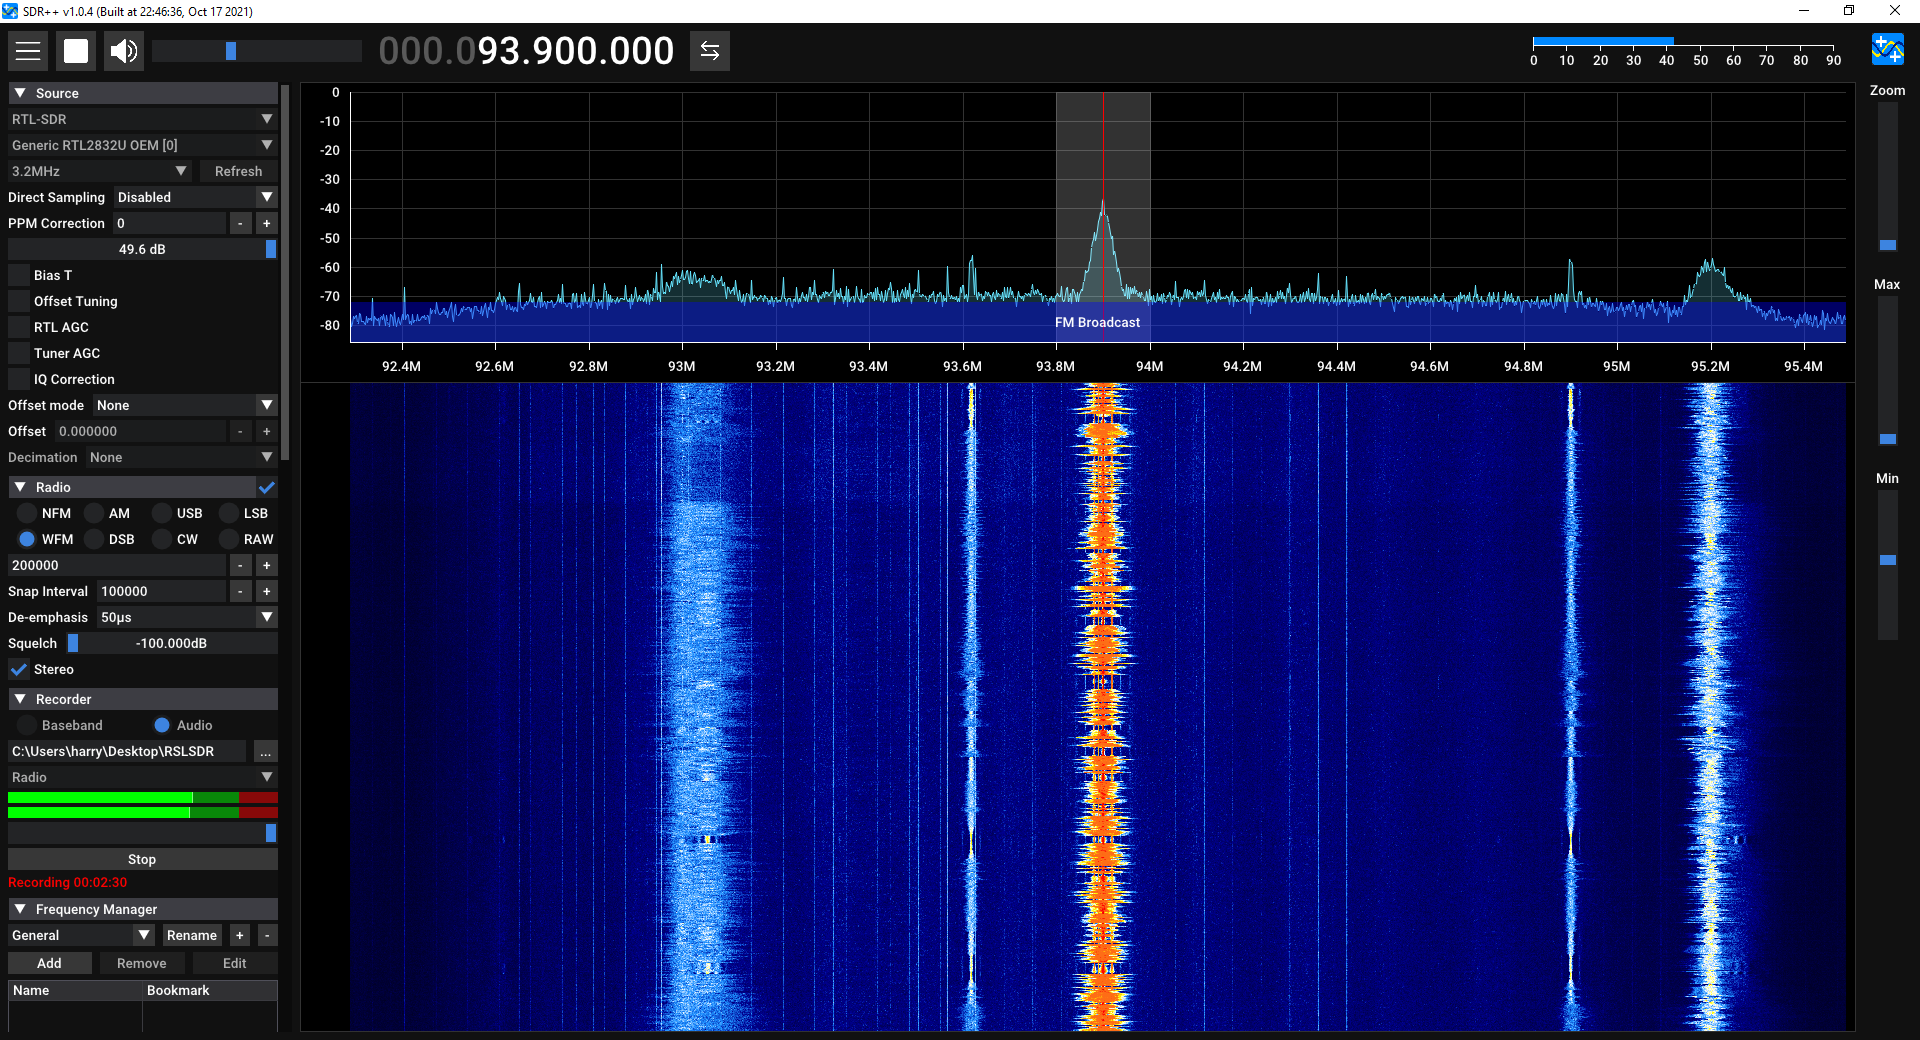 SDR++ v1.0.4 (Built at 22:46:36, Oct 17 2021)
000.093.900.000
0 10 20 30 40 50 60 70 80 90
Source
RTL-SDR
Generic RTL2832U OEM [0]
3.2MHz Refresh
Direct Sampling Disabled
PPM Correction 0 - +
49.6 dB
Bias T
Offset Tuning
RTL AGC
Tuner AGC
IQ Correction
Offset mode None
Offset 0.000000 - +
Decimation None
Radio
NFM AM USB LSB
WFM DSB CW RAW
200000 - +
Snap Interval 100000 - +
De-emphasis 50µs
Squelch -100.000dB
Stereo
Recorder
Baseband Audio
C:\Users\harry\Desktop\RSLSDR ...
Radio
Stop
Recording 00:02:30
Frequency Manager
General Rename + -
Add Remove Edit
Name Bookmark
0
-10
-20
-30
-40
-50
-60
-70
-80
FM Broadcast
92.4M 92.6M 92.8M 93M 93.2M 93.4M 93.6M 93.8M 94M 94.2M 94.4M 94.6M 94.8M 95M 95.2M 95.4M
Zoom
Max
Min